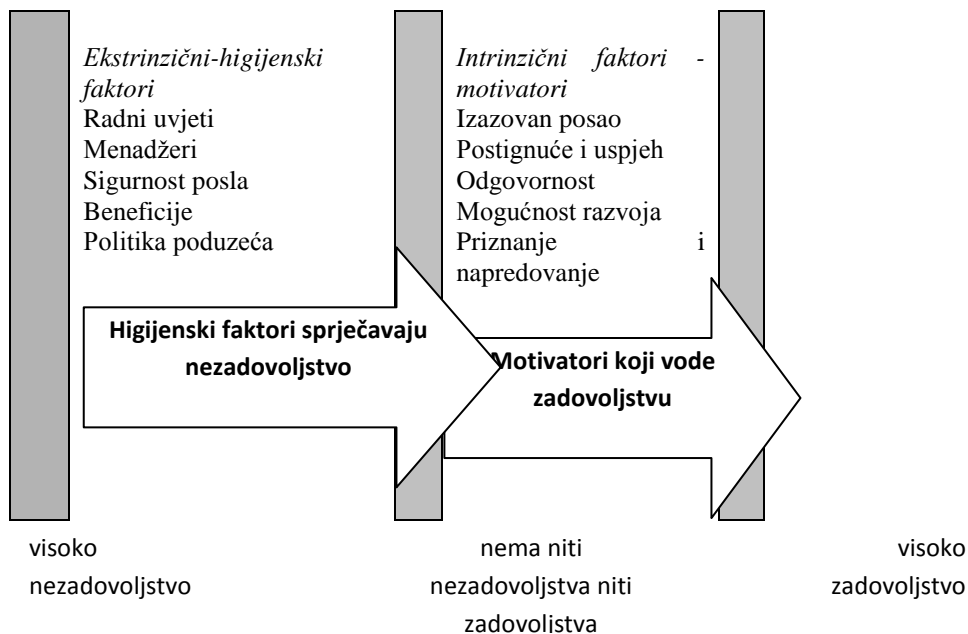 Ekstrinzični-higijenski
faktori
Radni uvjeti
Menadžeri
Sigurnost posla
Beneficije
Politika poduzeća
Intrinzični faktori -
motivatori
Izazovan posao
Postignuće i uspjeh
Odgovornost
Mogućnost razvoja
Priznanje i
napredovanje
Higijenski faktori sprječavaju
nezadovoljstvo
Motivatori koji vode
zadovoljstvu
visoko
nezadovoljstvo
nema niti
nezadovoljstva niti
zadovoljstva
visoko
zadovoljstvo